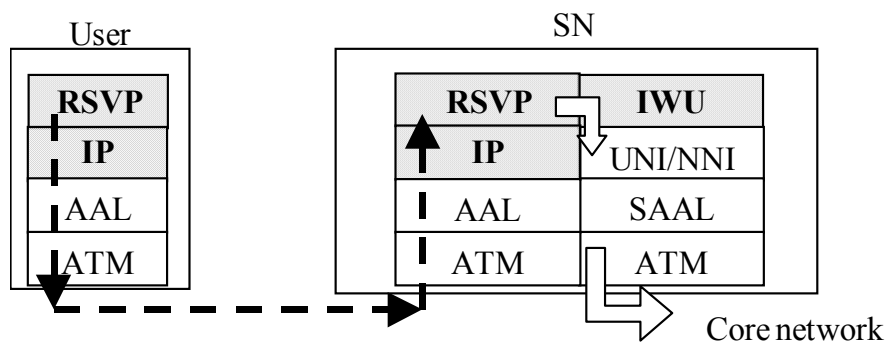 User
SN
RSVP
IP
AAL
ATM
RSVP IWU
IP UNI/NNI
AAL SAAL
ATM ATM
Core network